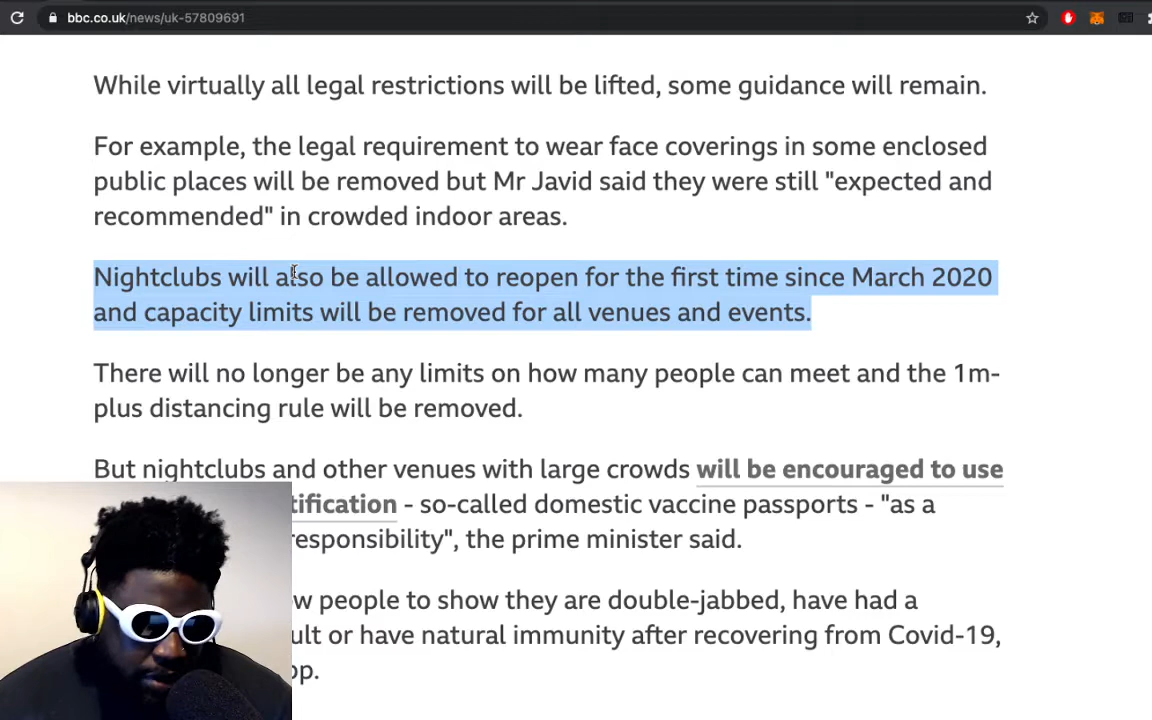 bbc.co.uk/news/uk-57809691
While virtually all legal restrictions will be lifted, some guidance will remain.
For example, the legal requirement to wear face coverings in some enclosed
public places will be removed but Mr Javid said they were still "expected and
recommended" in crowded indoor areas.
Nightclubs will also be allowed to reopen for the first time since March 2020
and capacity limits will be removed for all venues and events.
There will no longer be any limits on how many people can meet and the 1m-
plus distancing rule will be removed.
But nightclubs and other venues with large crowds will be encouraged to use
- so-called domestic vaccine passports - "as a
responsibility", the prime minister said.
people to show they are double-jabbed, have had a
or have natural immunity after recovering from Covid-19,